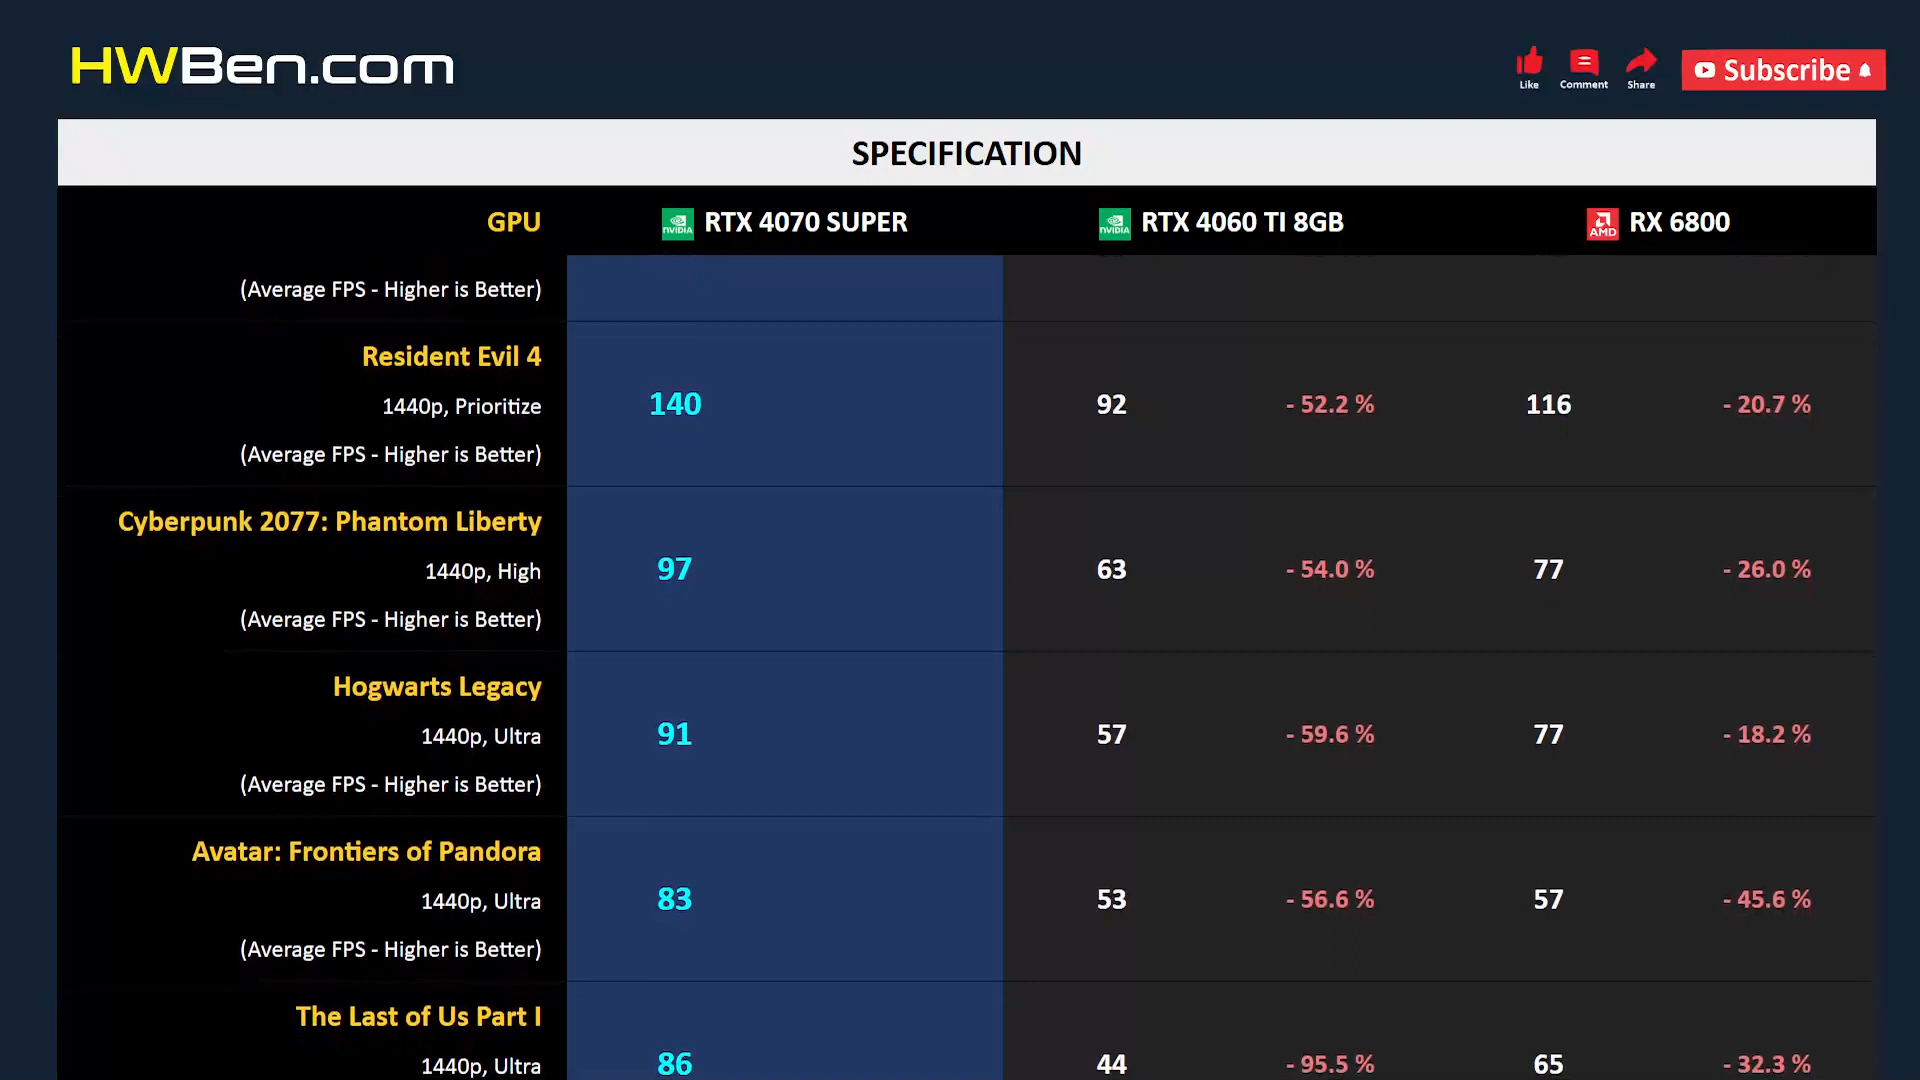 HWBen.com
Like
Comment
Share
Subscribe
SPECIFICATION
GPU
NVIDIA RTX 4070 SUPER
NVIDIA RTX 4060 TI 8GB
AMD RX 6800
(Average FPS - Higher is Better)
Resident Evil 4
1440p, Prioritize
(Average FPS - Higher is Better)
140
92
- 52.2 %
116
- 20.7 %
Cyberpunk 2077: Phantom Liberty
1440p, High
(Average FPS - Higher is Better)
97
63
- 54.0 %
77
- 26.0 %
Hogwarts Legacy
1440p, Ultra
(Average FPS - Higher is Better)
91
57
- 59.6 %
77
- 18.2 %
Avatar: Frontiers of Pandora
1440p, Ultra
(Average FPS - Higher is Better)
83
53
- 56.6 %
57
- 45.6 %
The Last of Us Part I
1440p, Ultra
86
44
- 95.5 %
65
- 32.3 %